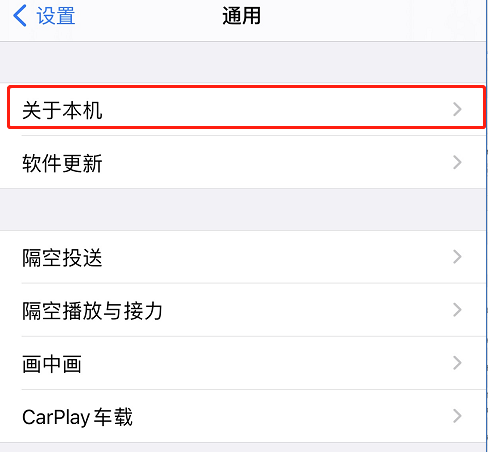 设置
通用
关于本机
软件更新
隔空投送
隔空播放与接力
画中画
CarPlay 车载